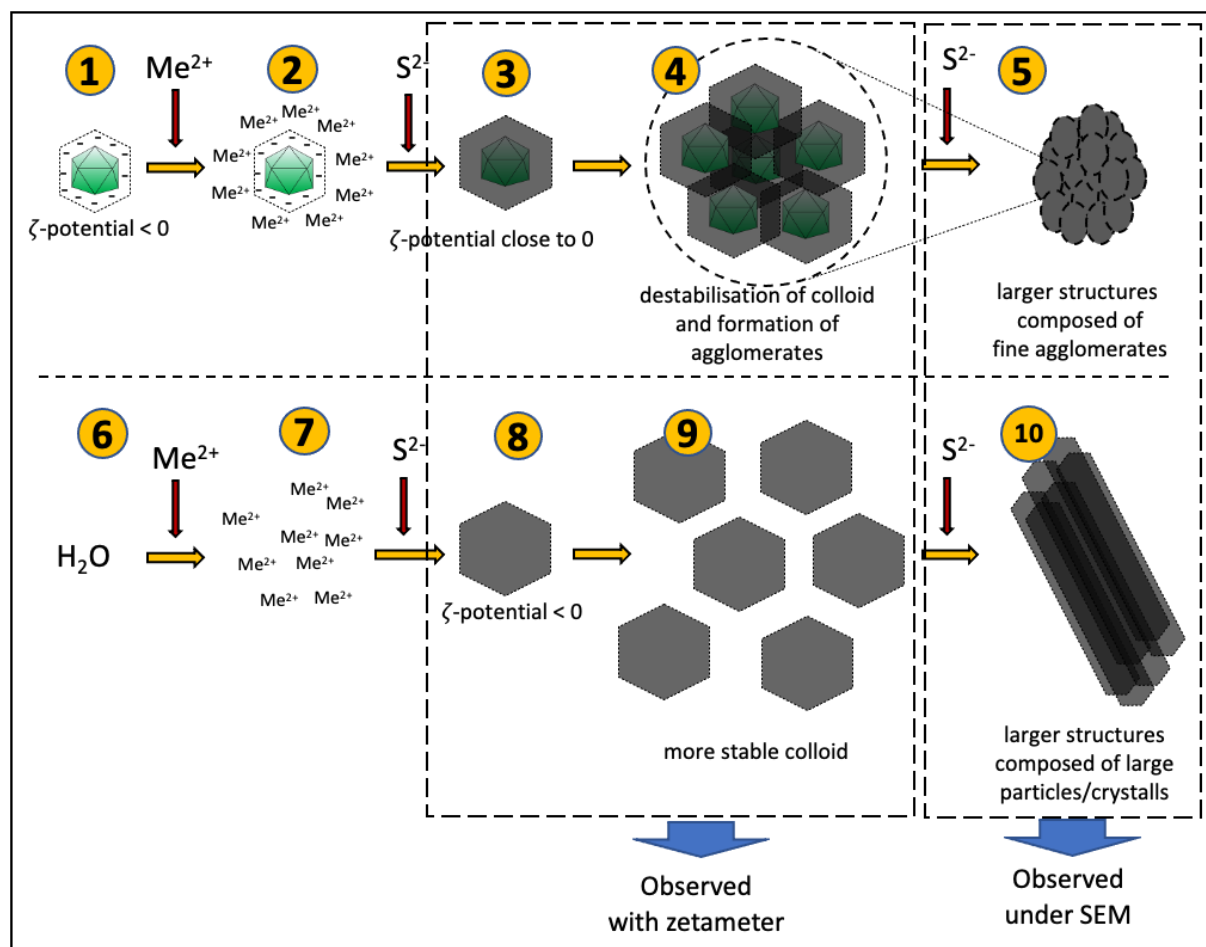 1
Me²⁺
2
S²⁻
3
4
S²⁻
5
Me²⁺
Me²⁺
Me²⁺
Me²⁺
Me²⁺
Me²⁺
Me²⁺
Me²⁺
Me²⁺
Me²⁺
ζ-potential < 0
ζ-potential close to 0
destabilisation of colloid
and formation of
agglomerates
larger structures
composed of
fine agglomerates
6
Me²⁺
7
S²⁻
8
9
S²⁻
10
H₂O
Me²⁺
Me²⁺
Me²⁺
Me²⁺
Me²⁺
Me²⁺
Me²⁺
Me²⁺
Me²⁺
ζ-potential < 0
more stable colloid
larger structures
composed of large
particles/crystalls
Observed
with zetameter
Observed
under SEM